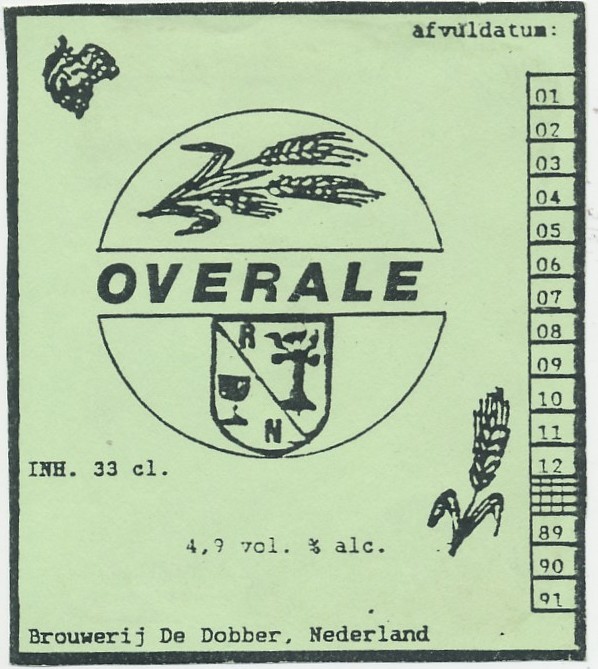 afvuldatum:
01
02
03
04
05
06
07
08
09
10
11
12
89
90
91
OVERALE
R
N
INH. 33 cl.
4,9 vol. % alc.
Brouwerij De Dobber, Nederland